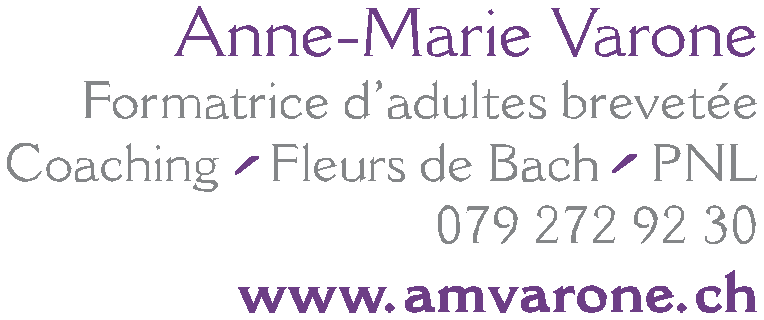 Anne-Marie Varone
Formatrice d'adultes brevetée
Coaching / Fleurs de Bach / PNL
079 272 92 30
www.amvarone.ch